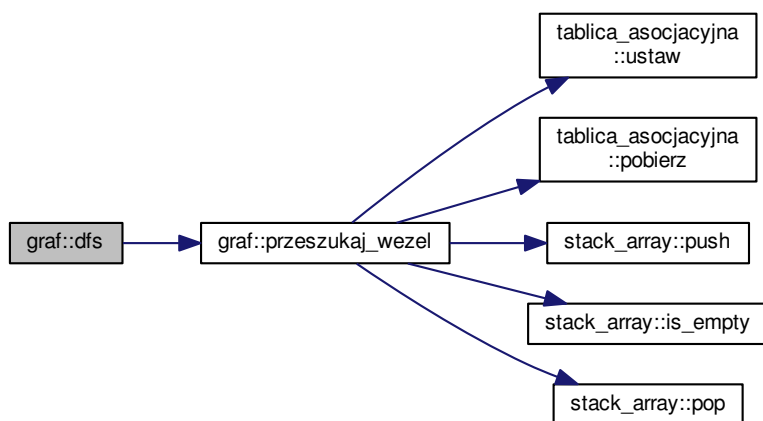 tablica_asocjacyjna
::ustaw
tablica_asocjacyjna
::pobierz
graf::dfs
graf::przeszukaj_wezel
stack_array::push
stack_array::is_empty
stack_array::pop